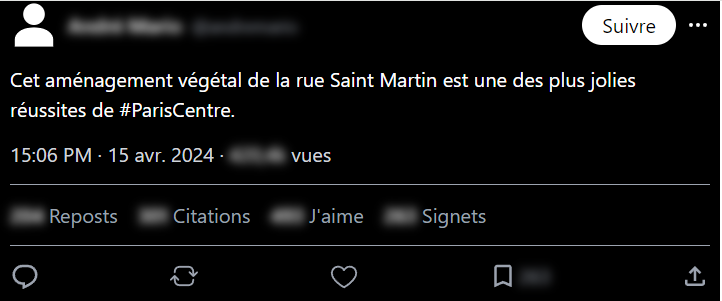 Suivre
Cet aménagement végétal de la rue Saint Martin est une des plus jolies
réussites de #ParisCentre.
15:06 PM · 15 avr. 2024 · vues
Reposts Citations J'aime Signets